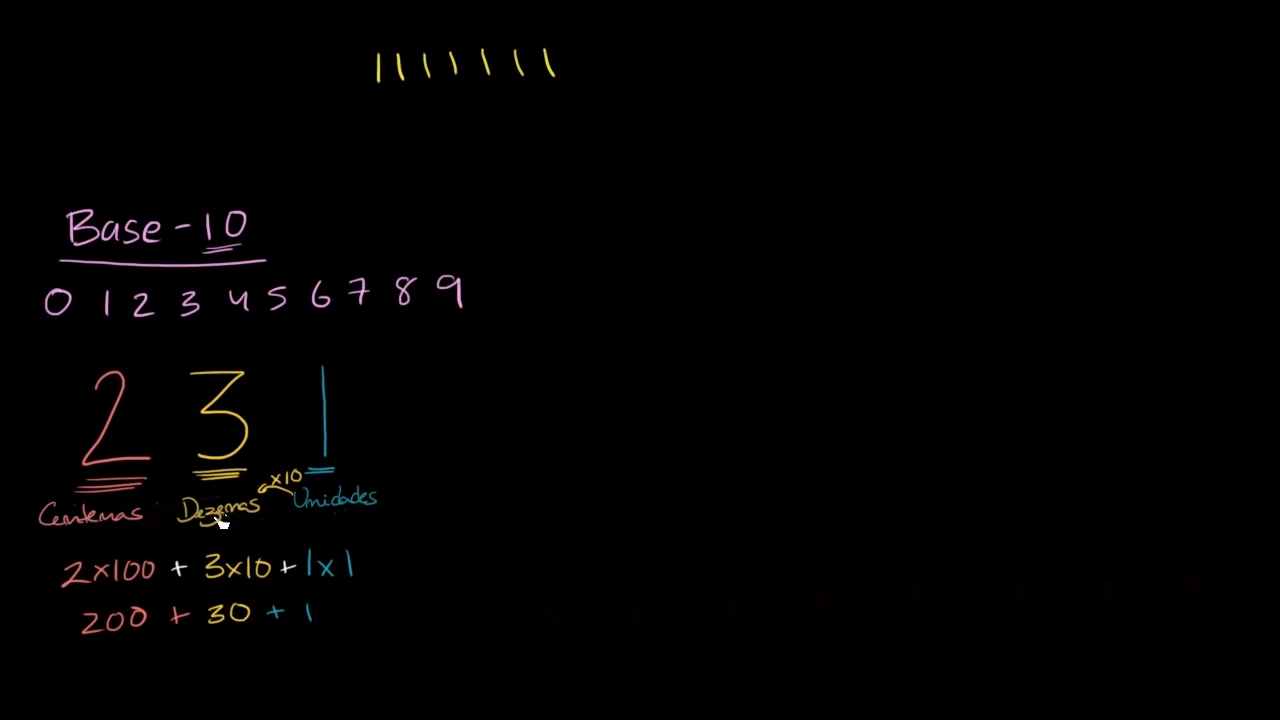 | | | | | | |
Base-10
0 1 2 3 4 5 6 7 8 9
2 3 1
x10
Centenas Dezenas Unidades
2x100 + 3x10 + 1x1
200 + 30 + 1